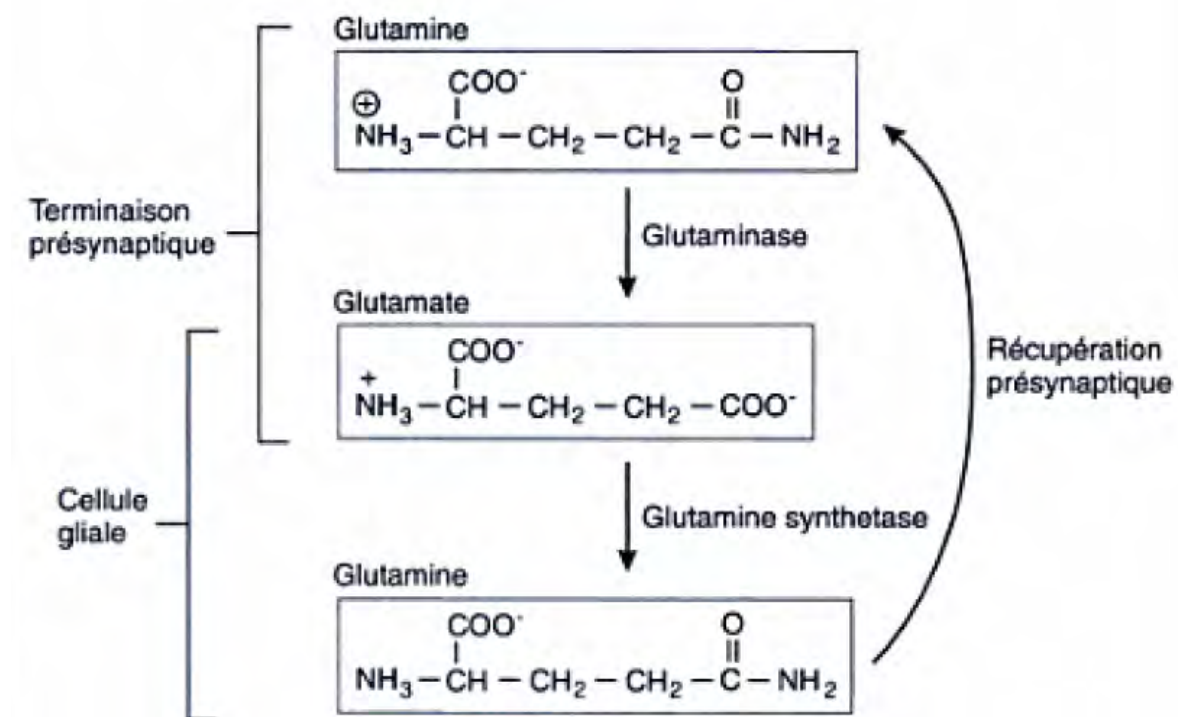 Glutamine
COO⁻ O
⊕ | ||
NH₃—CH—CH₂—CH₂—C—NH₂
Terminaison
présynaptique
Glutaminase
Glutamate
COO⁻
+ |
NH₃—CH—CH₂—CH₂—COO⁻
Récupération
présynaptique
Cellule
gliale
Glutamine synthetase
Glutamine
COO⁻ O
| ||
NH₃—CH—CH₂—CH₂—C—NH₂